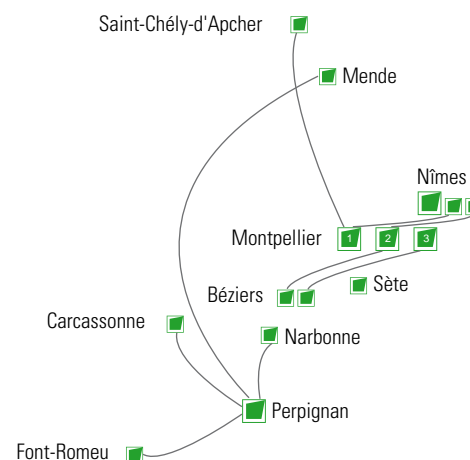 Saint-Chély-d'Apcher
Mende
Nîmes
Montpellier 1 2 3
Sète
Béziers
Carcassonne
Narbonne
Perpignan
Font-Romeu